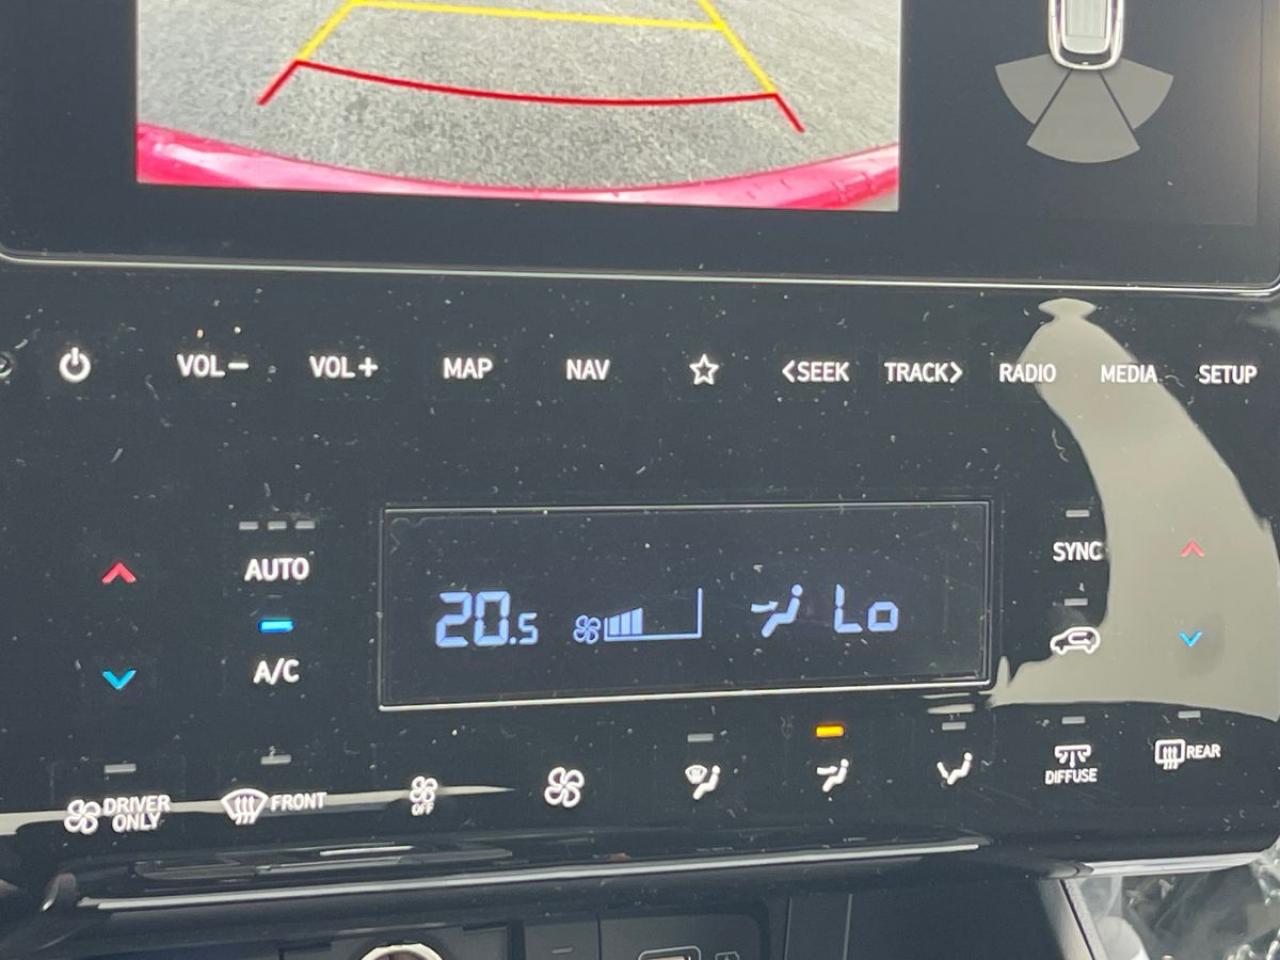 VOL– VOL+ MAP NAV <SEEK TRACK> RADIO MEDIA SETUP
AUTO
SYNC
20.5 Lo
A/C
DRIVER
ONLY
FRONT
OFF
DIFFUSE
REAR